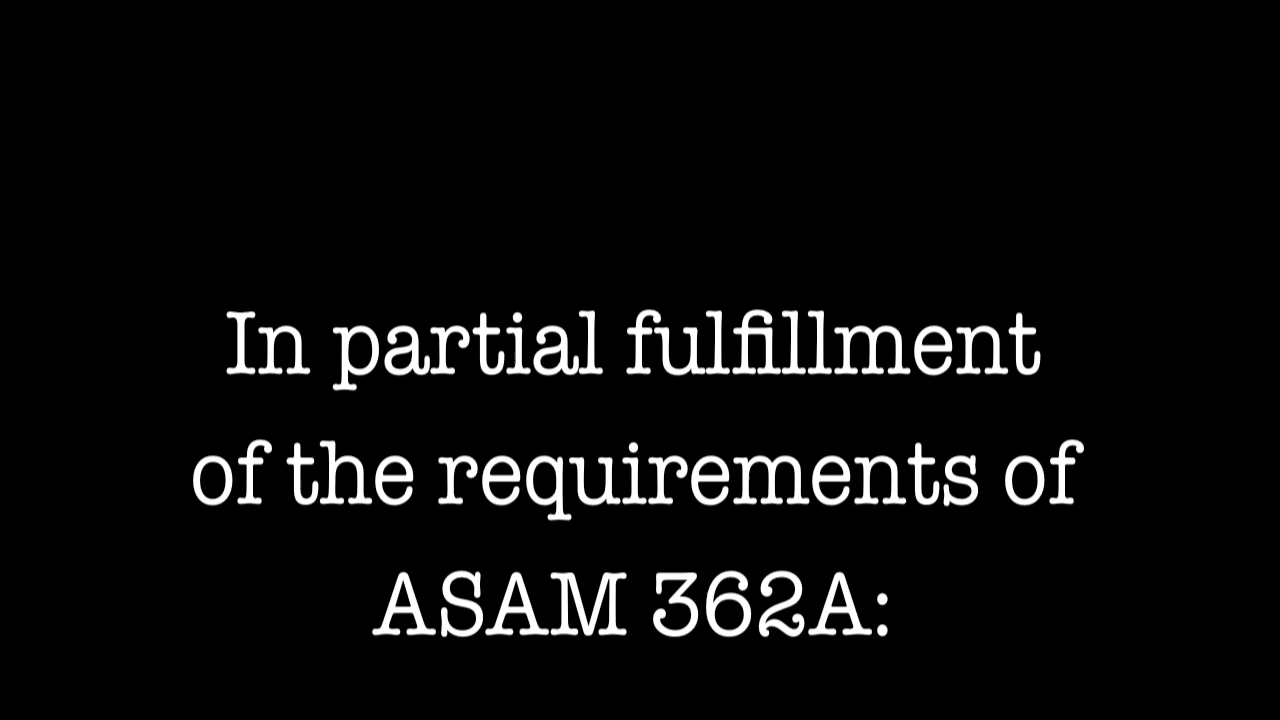 In partial fulfillment
of the requirements of
ASAM 362A: